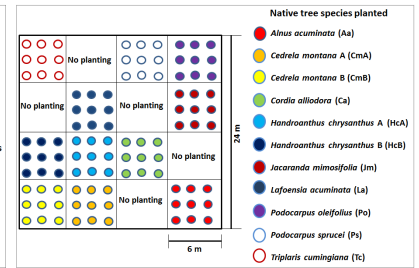 Native tree species planted
Alnus acuminata (Aa)
No planting
Cedrela montana A (CmA)
Cedrela montana B (CmB)
No planting
No planting
Cordia alliodora (Ca)
24 m
Handroanthus chrysanthus A (HcA)
Handroanthus chrysanthus B (HcB)
No planting
Jacaranda mimosifolia (Jm)
Lafoensia acuminata (La)
No planting
Podocarpus oleifolius (Po)
Podocarpus sprucei (Ps)
6 m
Triplaris cumingiana (Tc)